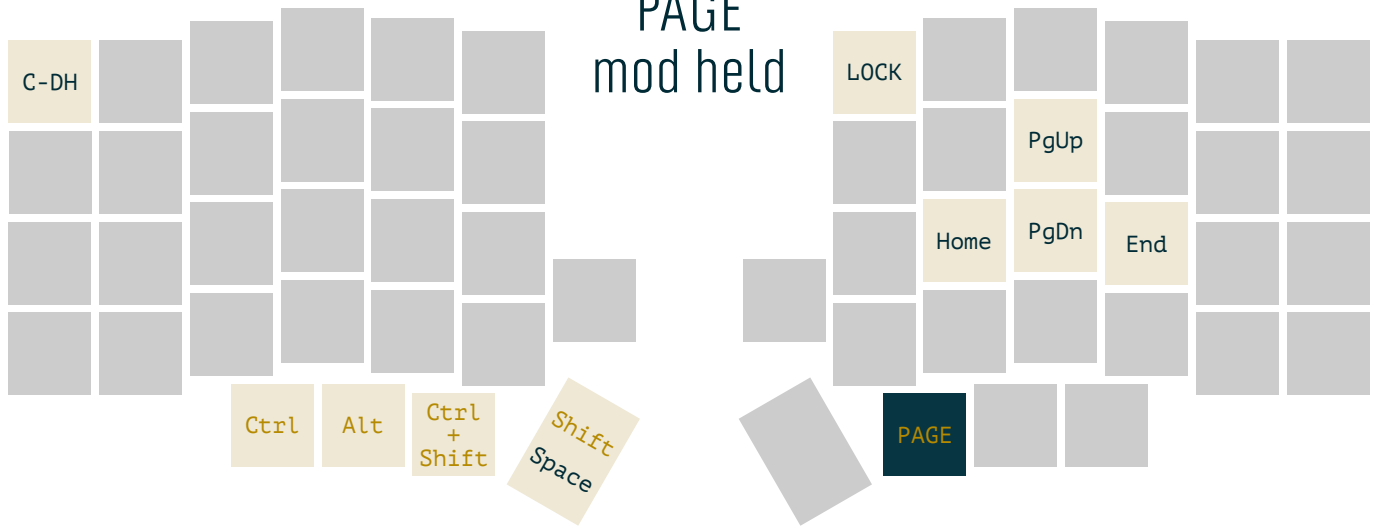 PAGE
mod held
C-DH
LOCK
PgUp
Home
PgDn
End
Ctrl
Alt
Ctrl
+
Shift
Shift
Space
PAGE